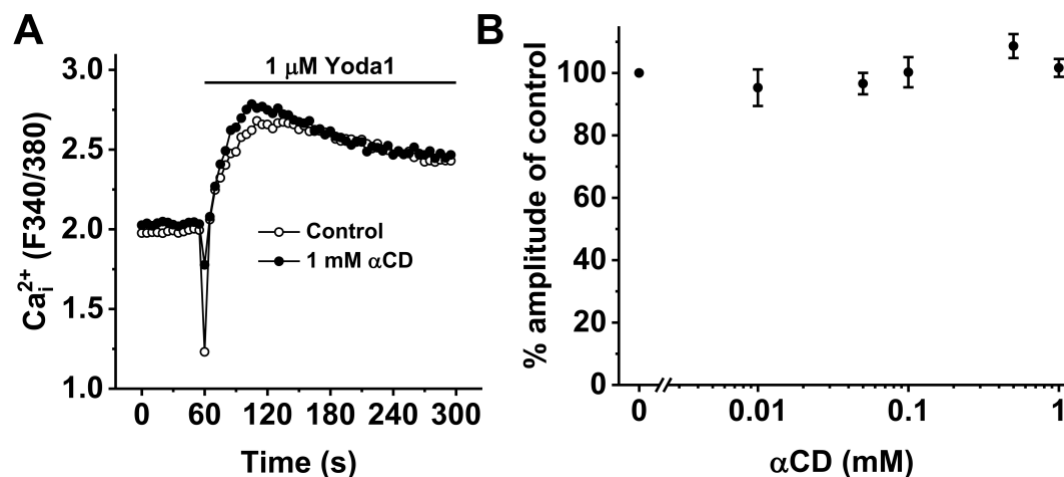 A
1 μM Yoda1
3.0
2.5
2.0
1.5
1.0
Ca²⁺ᵢ (F340/380)
Control
1 mM αCD
0 60 120 180 240 300
Time (s)
B
100
80
60
40
20
0
% amplitude of control
0 0.01 0.1 1
αCD (mM)